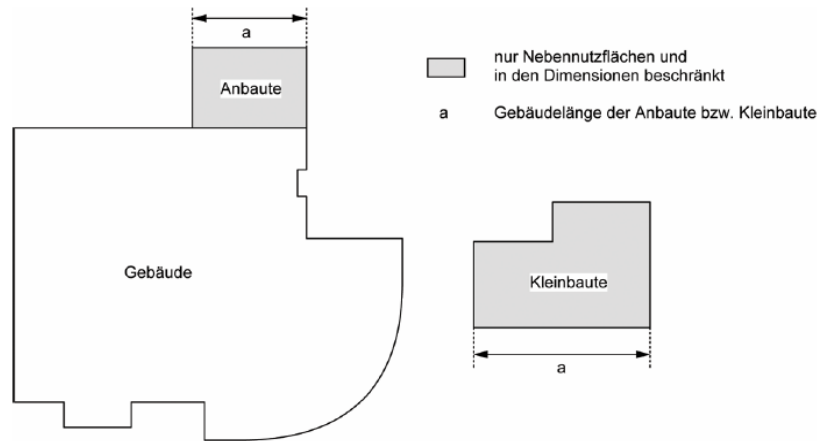 a
Anbaute
nur Nebennutzflächen und
in den Dimensionen beschränkt
a Gebäudelänge der Anbaute bzw. Kleinbaute
Gebäude
Kleinbaute
a